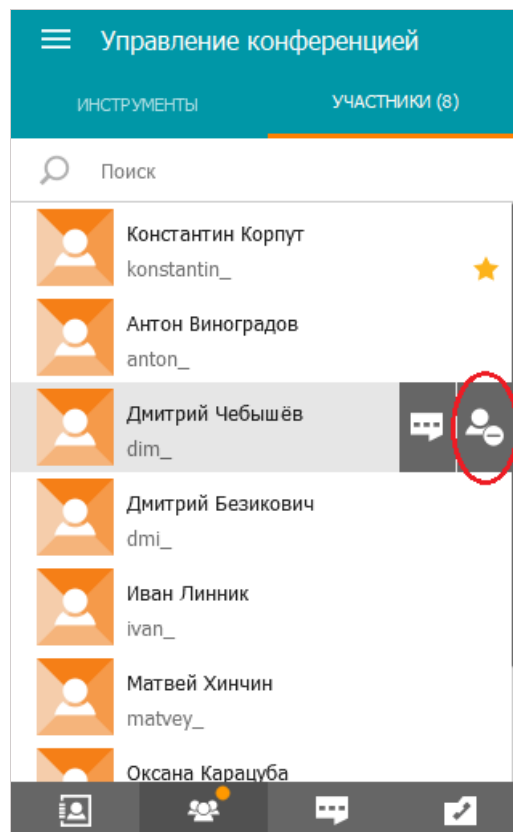 Управление конференцией
ИНСТРУМЕНТЫ
УЧАСТНИКИ (8)
Поиск
Константин Корпут
konstantin_
Антон Виноградов
anton_
Дмитрий Чебышёв
dim_
Дмитрий Безикович
dmi_
Иван Линник
ivan_
Матвей Хинчин
matvey_
Оксана Карацуба